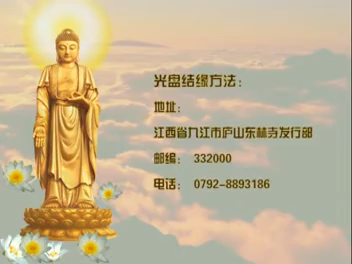 光盘结缘方法：
地址：
江西省九江市庐山东林寺发行部
邮编： 332000
电话： 0792-8893186